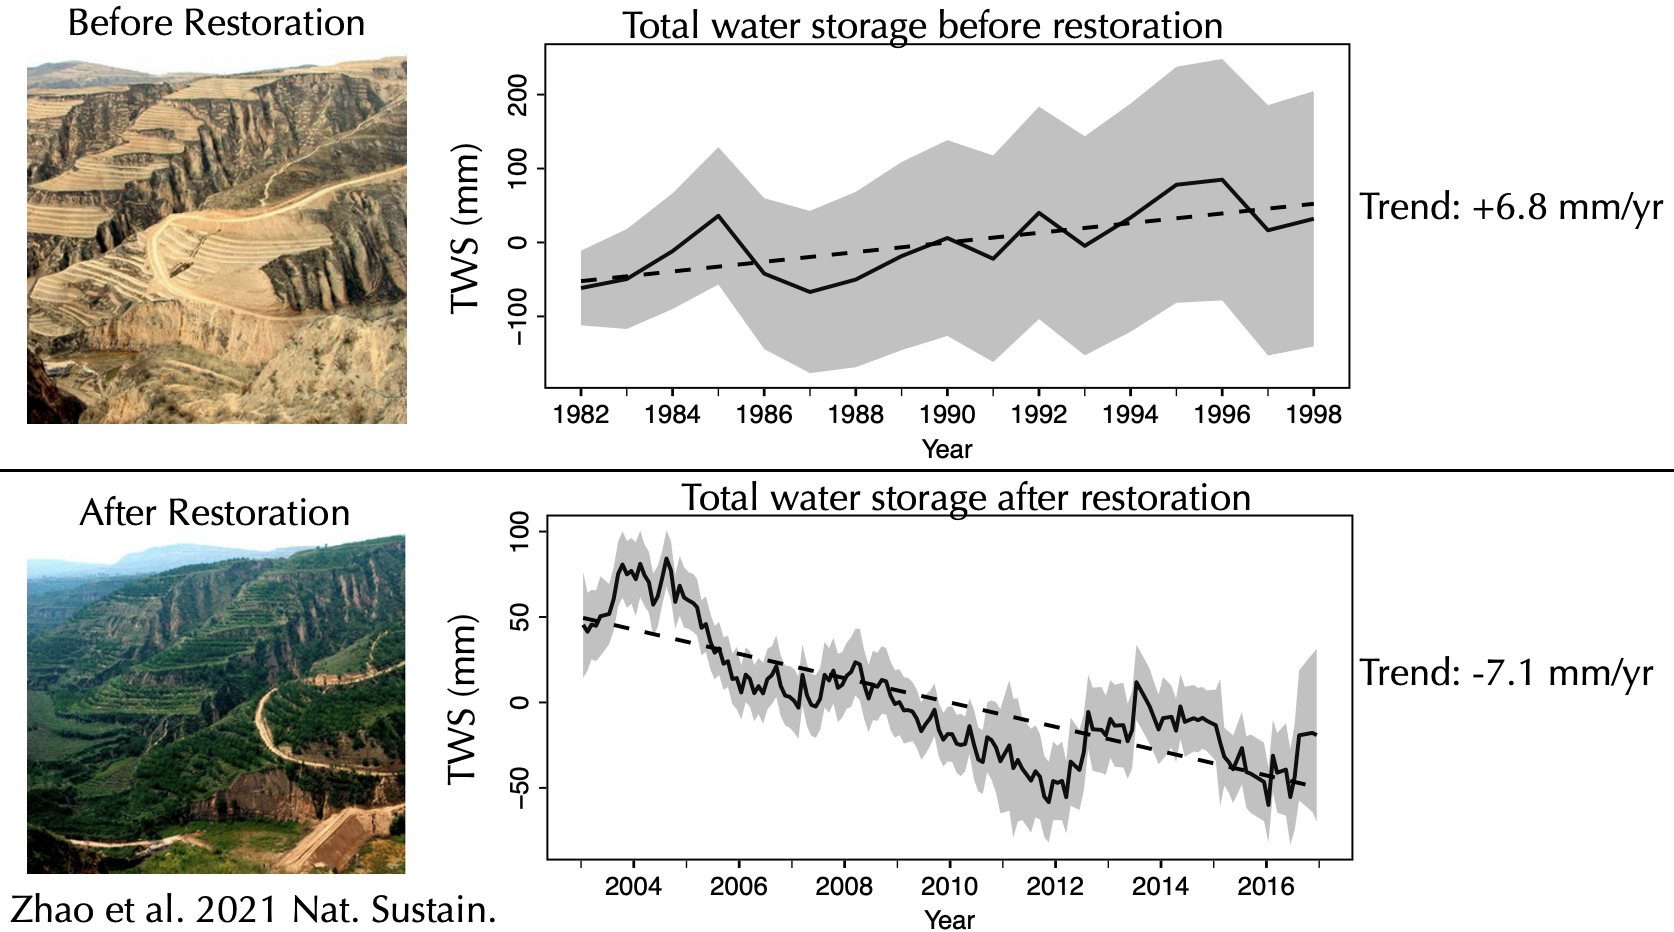 Before Restoration
Total water storage before restoration
TWS (mm)
200
100
0
−100
1982 1984 1986 1988 1990 1992 1994 1996 1998
Year
Trend: +6.8 mm/yr
After Restoration
Total water storage after restoration
TWS (mm)
100
50
0
−50
2004 2006 2008 2010 2012 2014 2016
Year
Trend: -7.1 mm/yr
Zhao et al. 2021 Nat. Sustain.